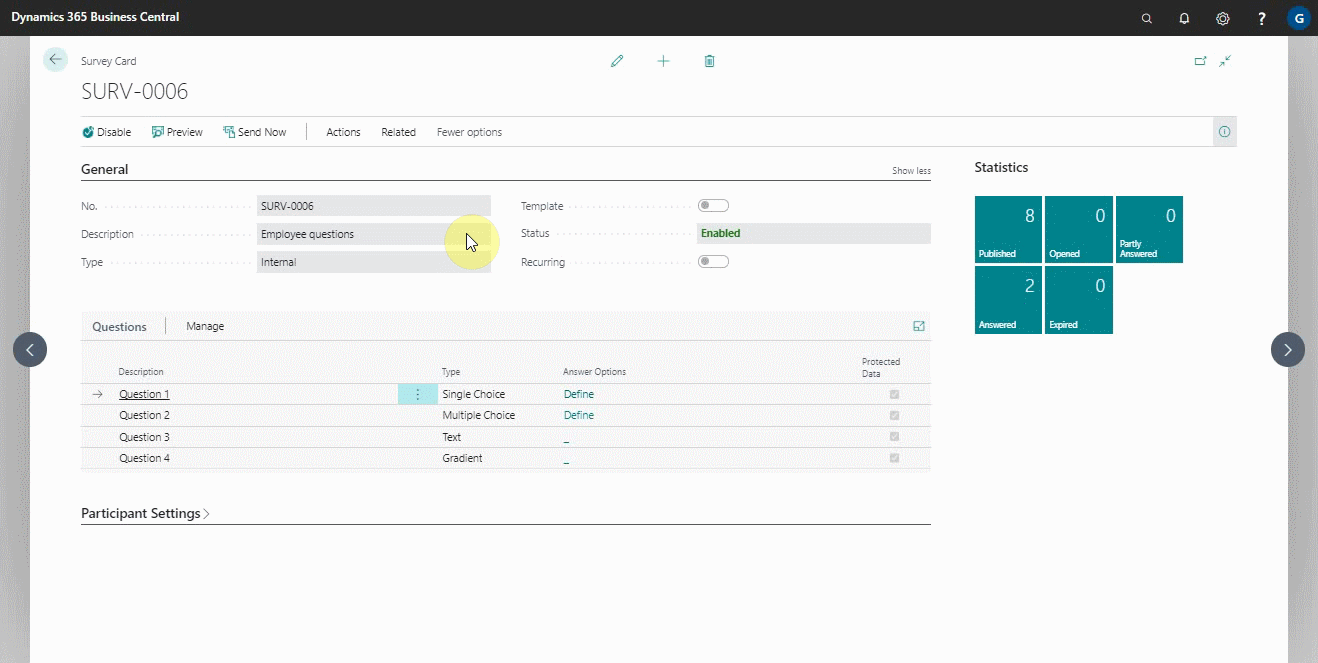 Dynamics 365 Business Central
?
G
Survey Card
SURV-0006
Disable Preview Send Now Actions Related Fewer options
General Show less
No. SURV-0006 Template
Description Employee questions Status Enabled
Type Internal Recurring
Statistics
8 0 0
Published Opened Partly Answered
2 0
Answered Expired
Questions Manage
Description Type Answer Options Protected Data
Question 1 Single Choice Define
Question 2 Multiple Choice Define
Question 3 Text _
Question 4 Gradient _
Participant Settings